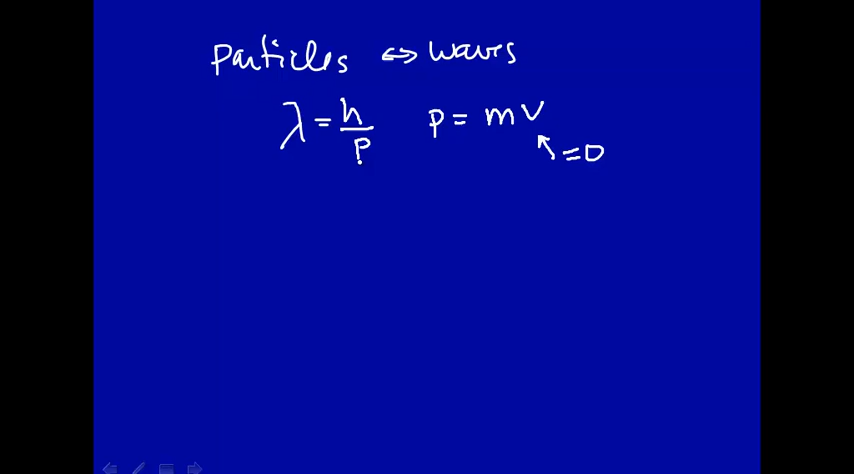 Particles ⇔ waves
λ = h/p   p = mv
= 0